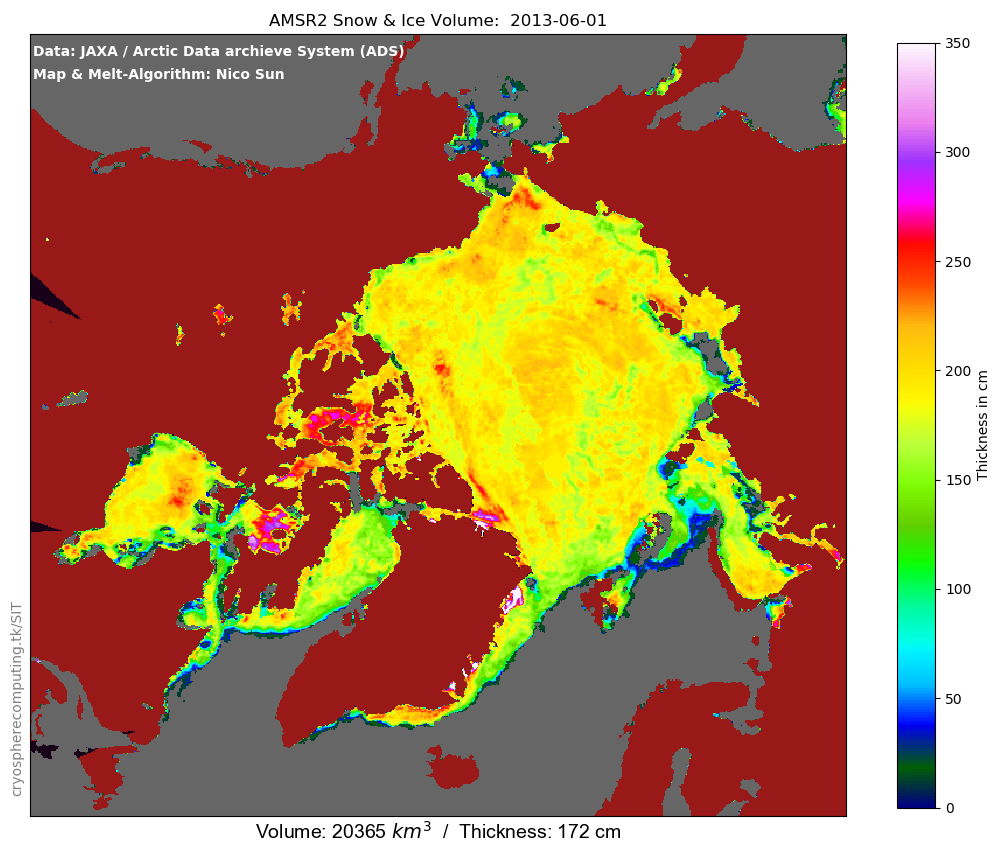 AMSR2 Snow & Ice Volume:  2013-06-01
Data: JAXA / Arctic Data archieve System (ADS)
Map & Melt-Algorithm: Nico Sun
350
300
250
200
150
100
50
0
Thickness in cm
cryospherecomputing.tk/SIT
Volume: 20365 km³  /  Thickness: 172 cm